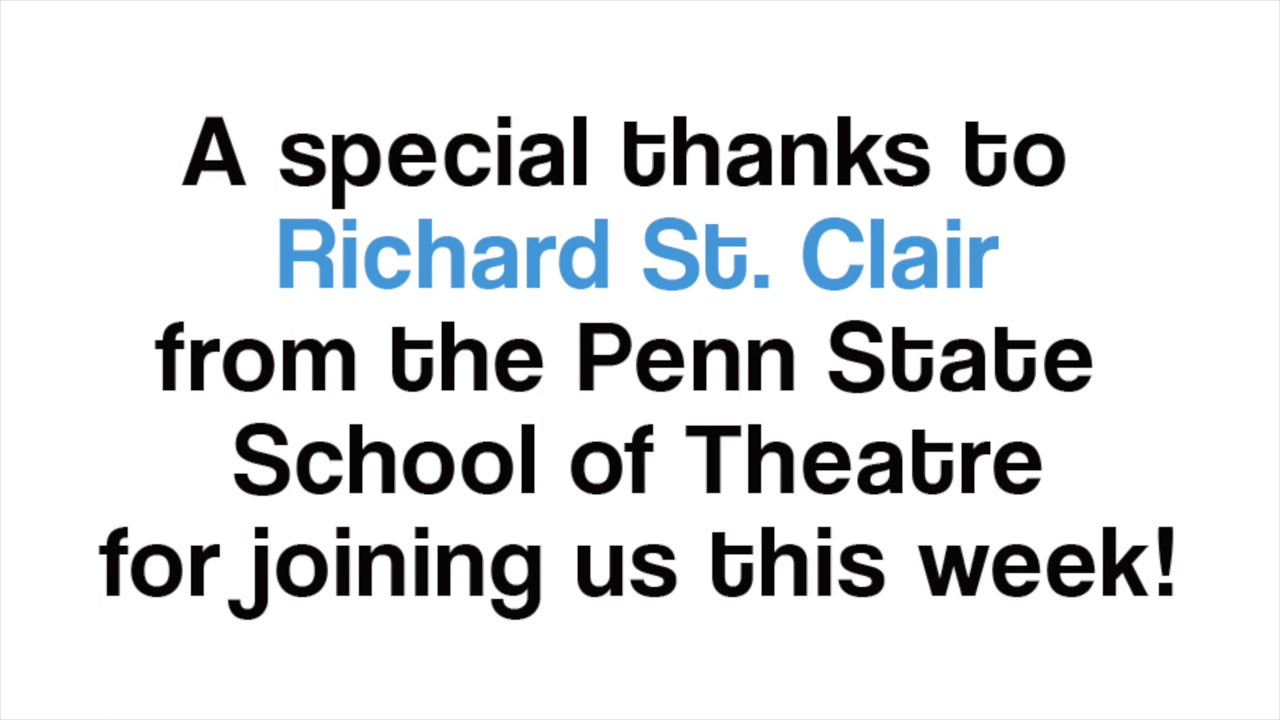 A special thanks to
Richard St. Clair
from the Penn State
School of Theatre
for joining us this week!